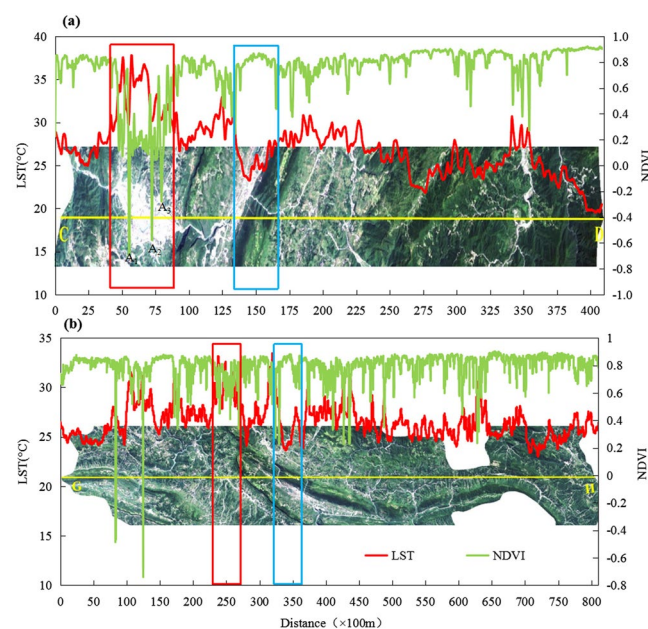 (a)
40 1.0
35 0.8
0.6
30 0.4
0.2
25 0.0
-0.2
20 -0.4
-0.6
15 -0.8
10 -1.0
LST(°C)
NDVI
A₁ A₂ A₃
C
0 25 50 75 100 125 150 175 200 225 250 275 300 325 350 375 400
(b)
35 1
30 0.8
0.6
25 0.4
0.2
20 0
-0.2
15 -0.4
-0.6
10 -0.8
LST(°C)
NDVI
G H
LST NDVI
0 50 100 150 200 250 300 350 400 450 500 550 600 650 700 750 800
Distance（×100m）